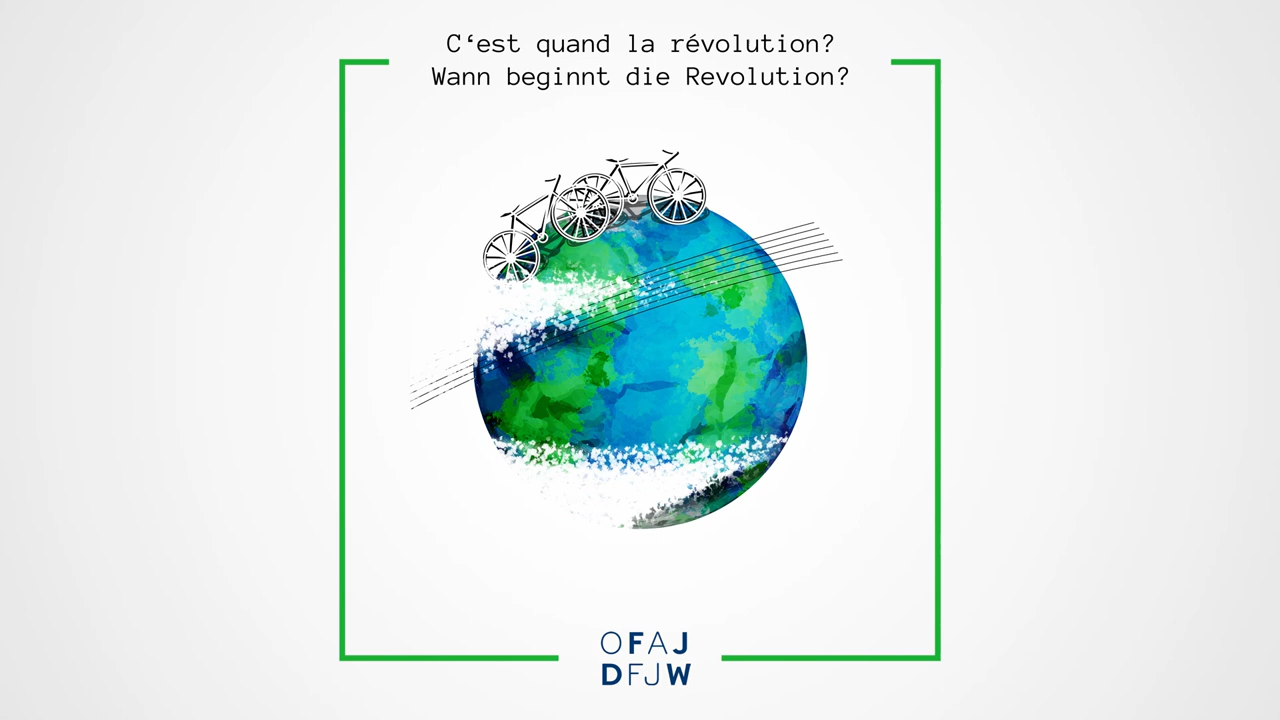 C‘est quand la révolution?
Wann beginnt die Revolution?
OFAJ
DFJW